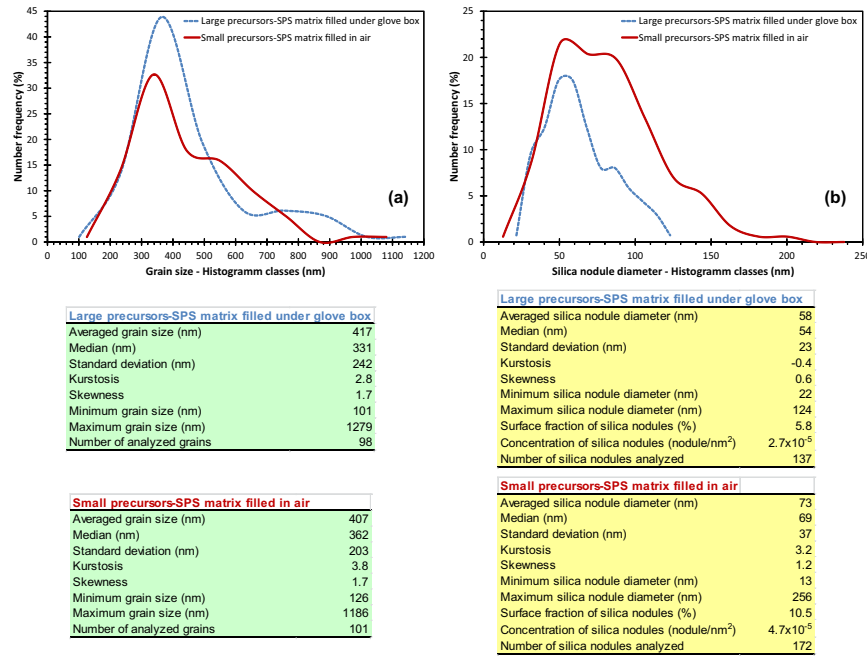 Large precursors-SPS matrix filled under glove box
Small precursors-SPS matrix filled in air
Number frequency (%)
45
40
35
30
25
20
15
10
5
0
0 100 200 300 400 500 600 700 800 900 1000 1100 1200
Grain size - Histogramm classes (nm)
(a)
Large precursors-SPS matrix filled under glove box
Small precursors-SPS matrix filled in air
Number frequency (%)
25
20
15
10
5
0
0 50 100 150 200 250
Silica nodule diameter - Histogramm classes (nm)
(b)
Large precursors-SPS matrix filled under glove box
Averaged grain size (nm) 417
Median (nm) 331
Standard deviation (nm) 242
Kurstosis 2.8
Skewness 1.7
Minimum grain size (nm) 101
Maximum grain size (nm) 1279
Number of analyzed grains 98
Small precursors-SPS matrix filled in air
Averaged grain size (nm) 407
Median (nm) 362
Standard deviation (nm) 203
Kurstosis 3.8
Skewness 1.7
Minimum grain size (nm) 126
Maximum grain size (nm) 1186
Number of analyzed grains 101
Large precursors-SPS matrix filled under glove box
Averaged silica nodule diameter (nm) 58
Median (nm) 54
Standard deviation (nm) 23
Kurstosis -0.4
Skewness 0.6
Minimum silica nodule diameter (nm) 22
Maximum silica nodule diameter (nm) 124
Surface fraction of silica nodules (%) 5.8
Concentration of silica nodules (nodule/nm²) 2.7x10⁻⁵
Number of silica nodules analyzed 137
Small precursors-SPS matrix filled in air
Averaged silica nodule diameter (nm) 73
Median (nm) 69
Standard deviation (nm) 37
Kurstosis 3.2
Skewness 1.2
Minimum silica nodule diameter (nm) 13
Maximum silica nodule diameter (nm) 256
Surface fraction of silica nodules (%) 10.5
Concentration of silica nodules (nodule/nm²) 4.7x10⁻⁵
Number of silica nodules analyzed 172